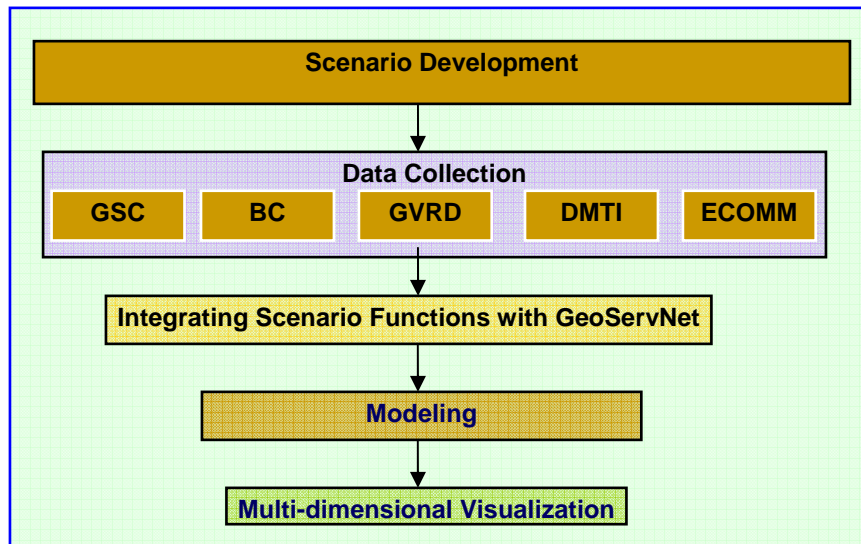 Scenario Development
Data Collection
GSC BC GVRD DMTI ECOMM
Integrating Scenario Functions with GeoServNet
Modeling
Multi-dimensional Visualization